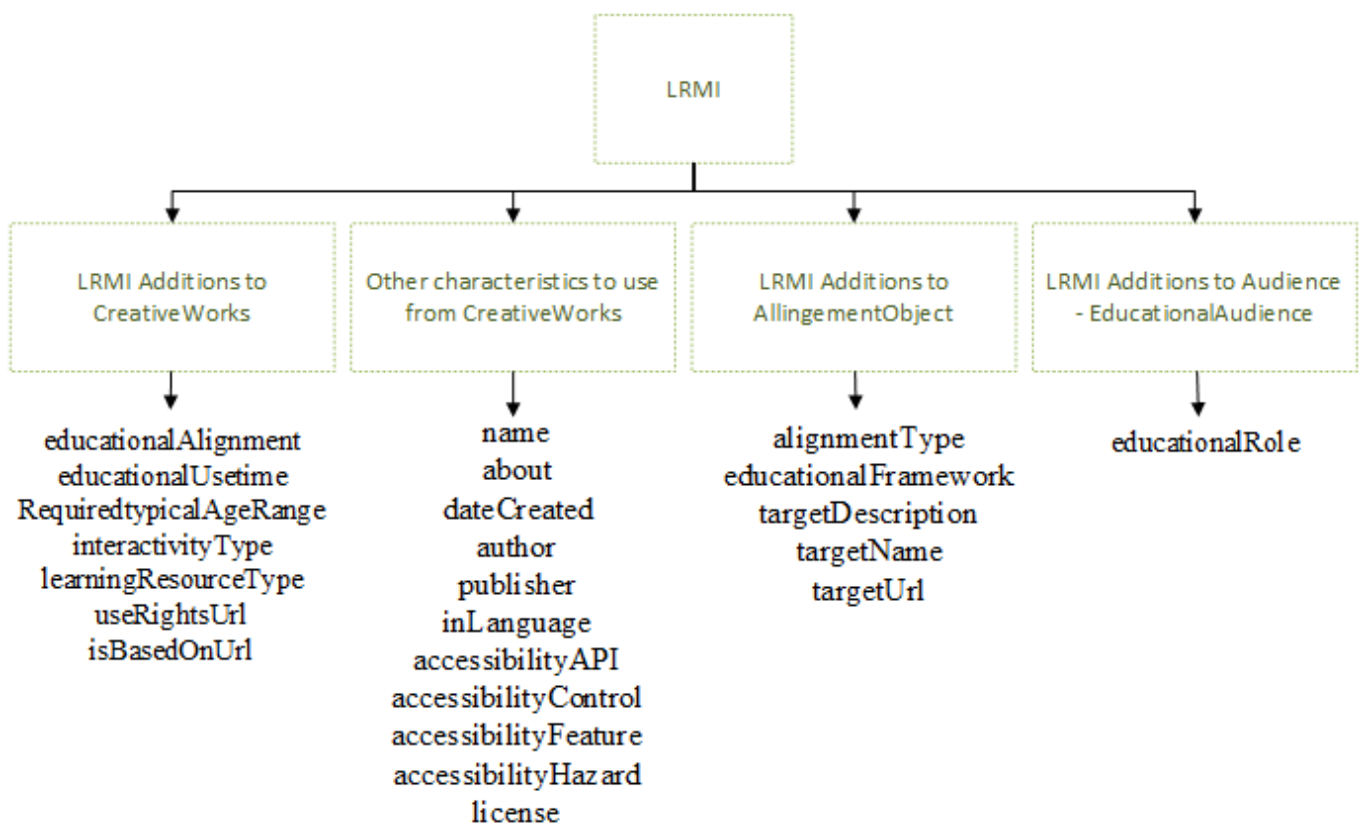 LRMI
LRMI Additions to
CreativeWorks
Other characteristics to use
from CreativeWorks
LRMI Additions to
AllingementObject
LRMI Additions to Audience
- EducationalAudience
educationalAlignment
educationalUsetime
RequiredtypicalAgeRange
interactivityType
learningResourceType
useRightsUrl
isBasedOnUrl
name
about
dateCreated
author
publisher
inLanguage
accessibilityAPI
accessibilityControl
accessibilityFeature
accessibilityHazard
license
alignmentType
educationalFramework
targetDescription
targetName
targetUrl
educationalRole